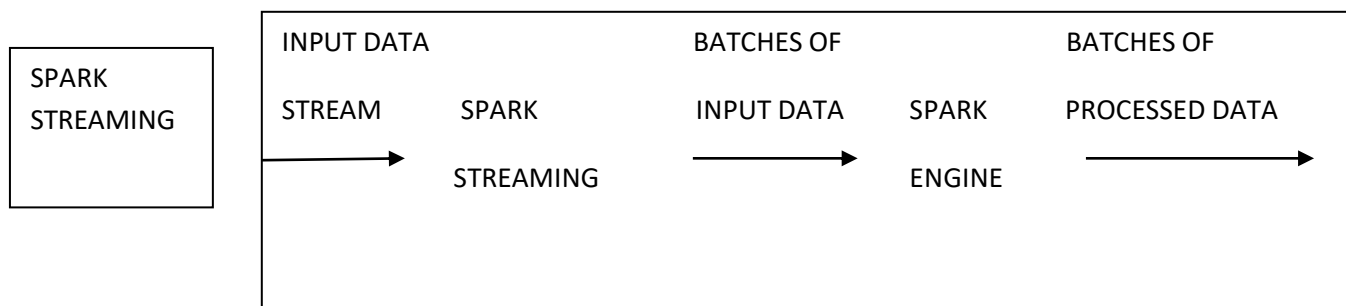 SPARK
STREAMING
INPUT DATA
STREAM
SPARK
STREAMING
BATCHES OF
INPUT DATA
SPARK
ENGINE
BATCHES OF
PROCESSED DATA